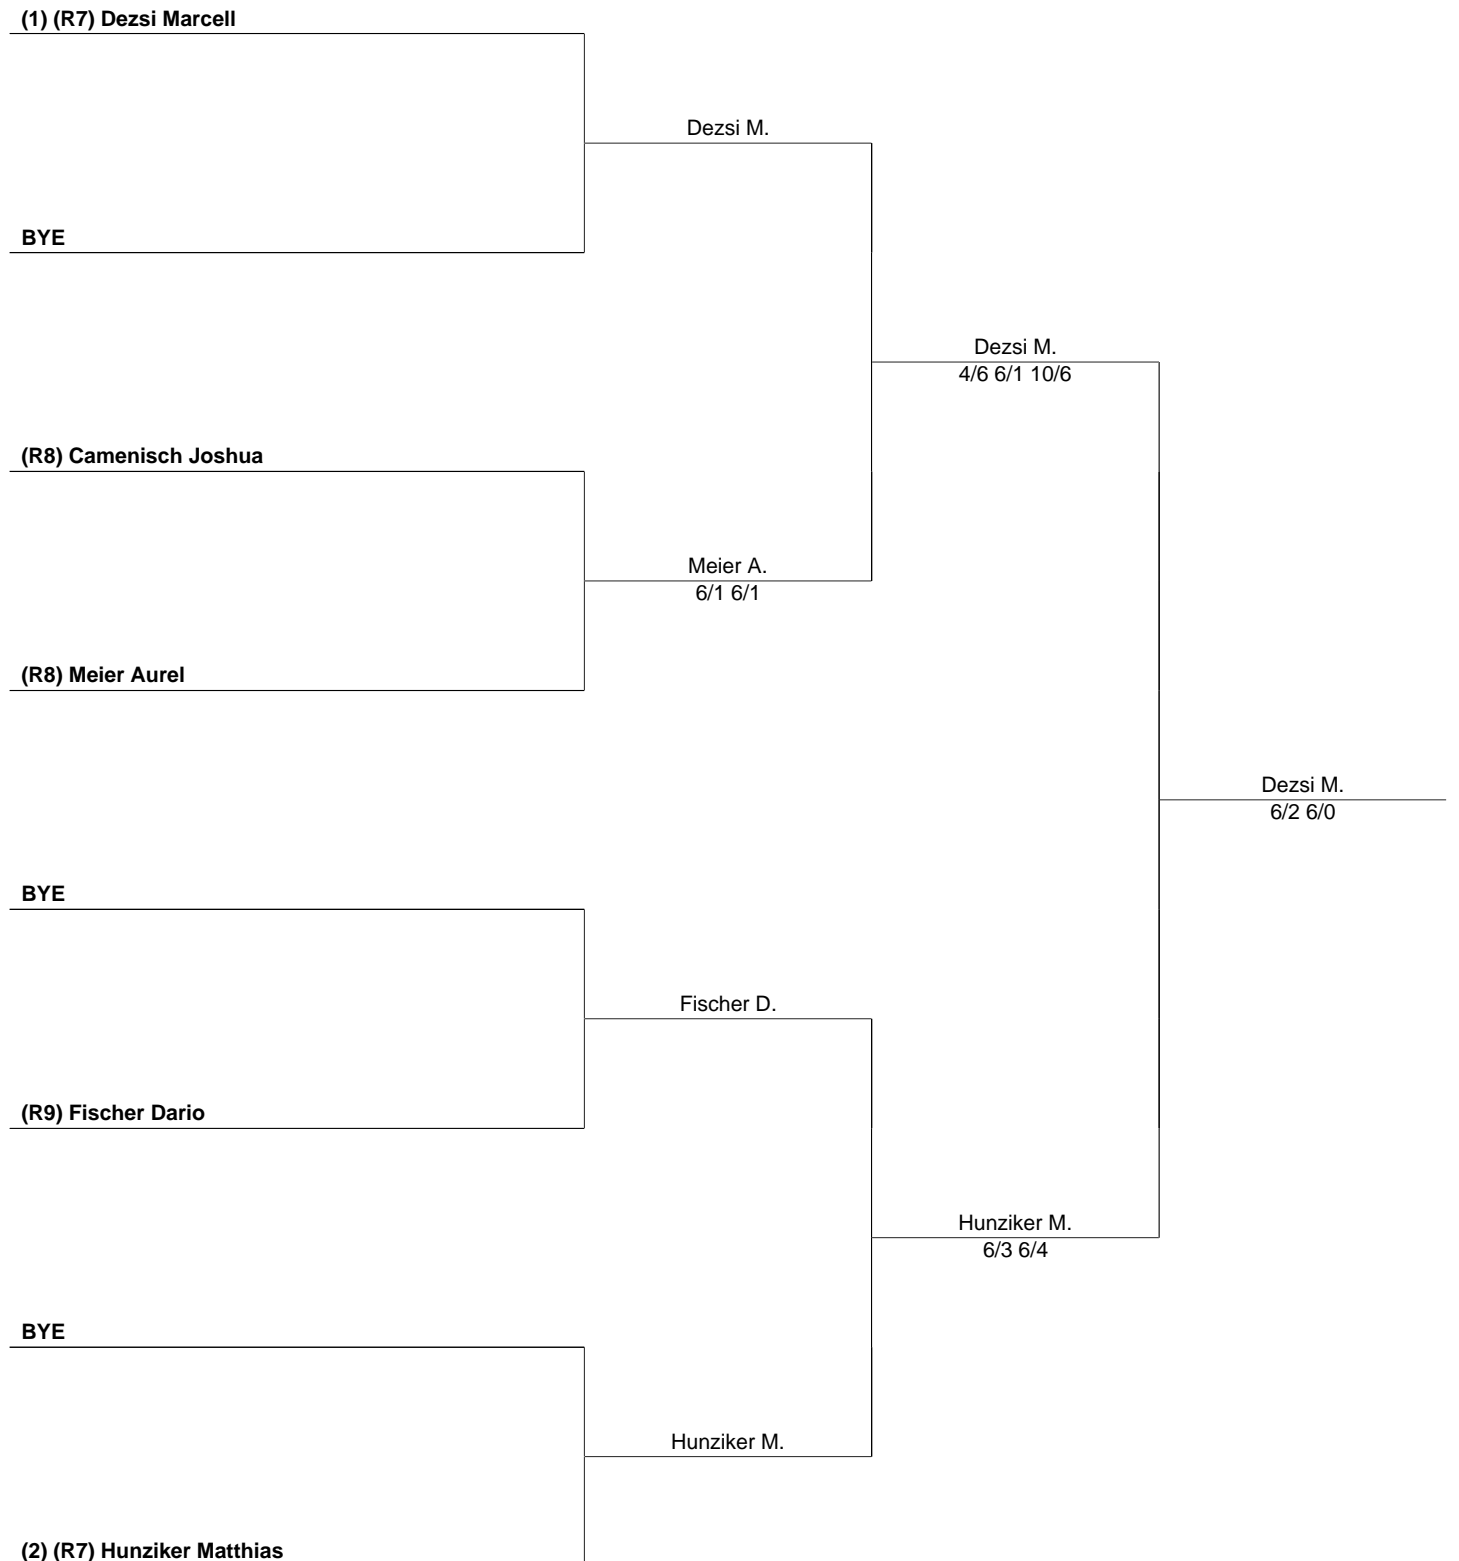 (1) (R7) Dezsi Marcell
Dezsi M.
BYE
Dezsi M.
4/6 6/1 10/6
(R8) Camenisch Joshua
Meier A.
6/1 6/1
(R8) Meier Aurel
Dezsi M.
6/2 6/0
BYE
Fischer D.
(R9) Fischer Dario
Hunziker M.
6/3 6/4
BYE
Hunziker M.
(2) (R7) Hunziker Matthias